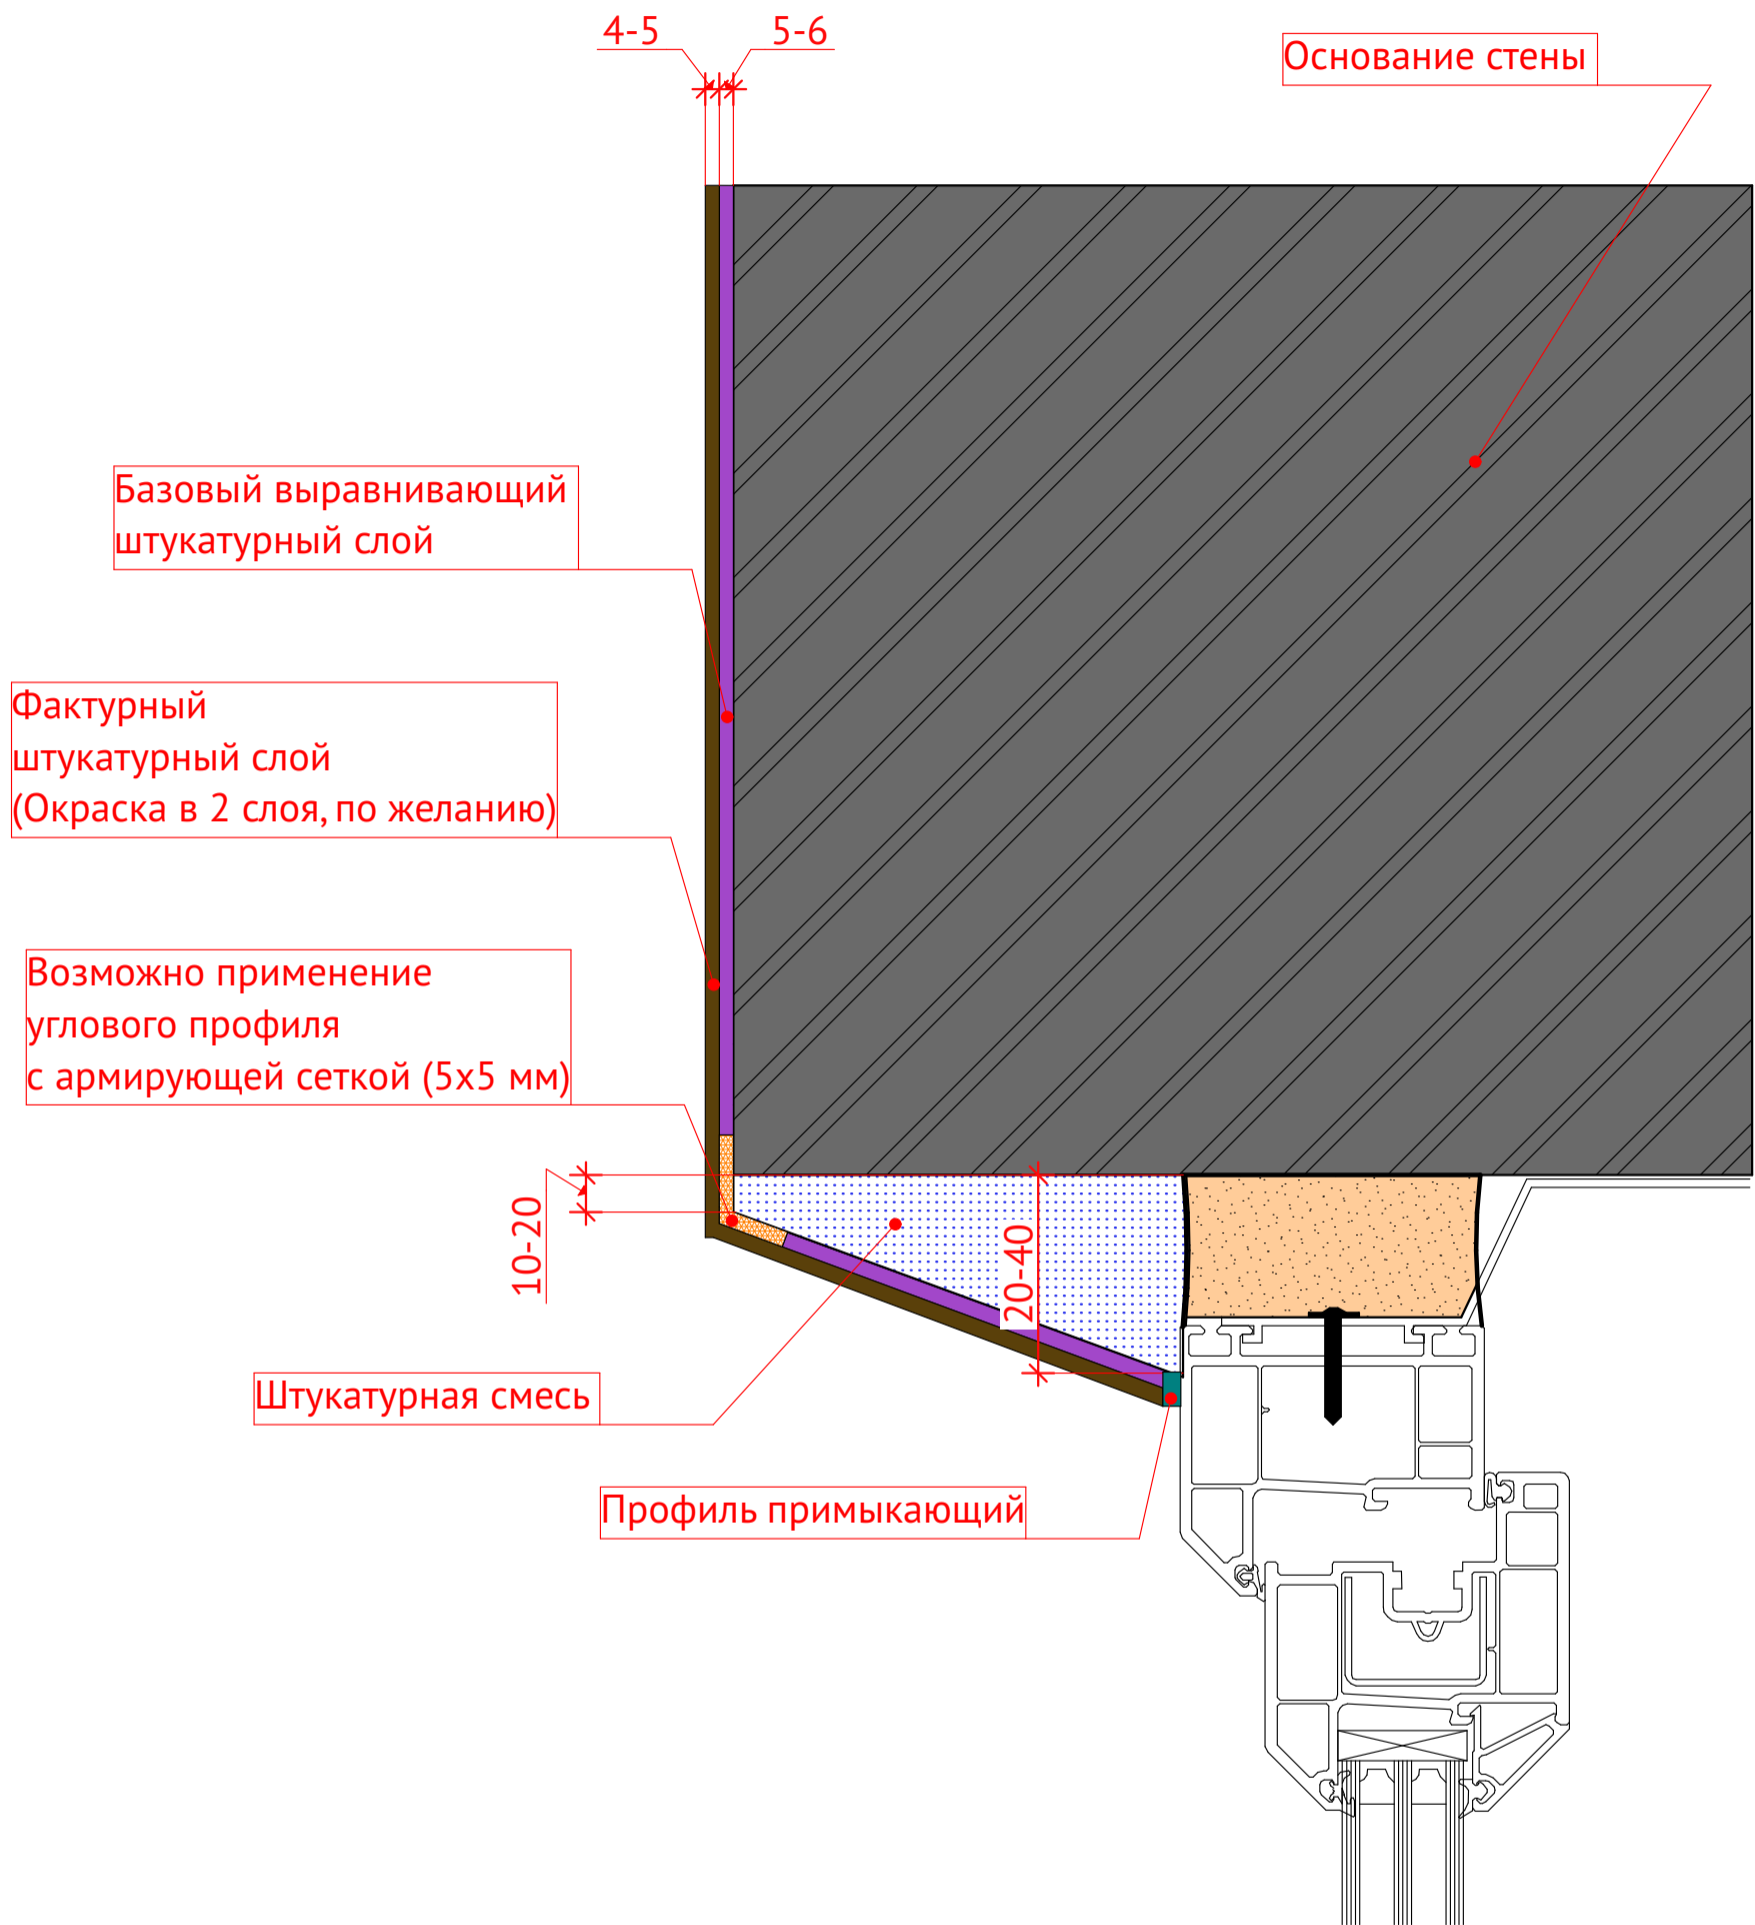 4-5
5-6
Основание стены
Базовый выравнивающий
штукатурный слой
Фактурный
штукатурный слой
(Окраска в 2 слоя, по желанию)
Возможно применение
углового профиля
с армирующей сеткой (5х5 мм)
10-20
20-40
Штукатурная смесь
Профиль примыкающий